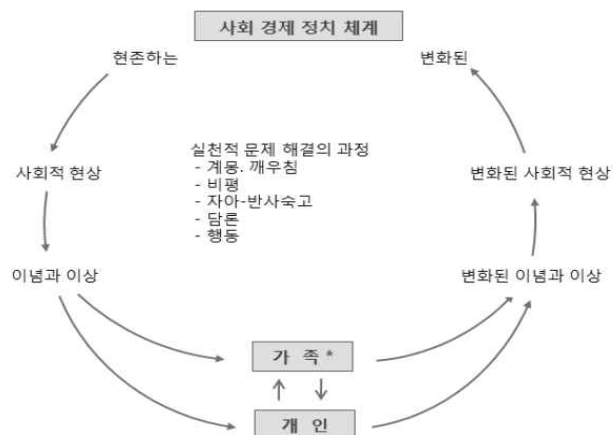 사회 경제 정치 체계
현존하는
변화된
실천적 문제 해결의 과정
- 계몽. 깨우침
- 비평
- 자아-반사숙고
- 담론
- 행동
사회적 현상
변화된 사회적 현상
이념과 이상
변화된 이념과 이상
가 족 *
개 인